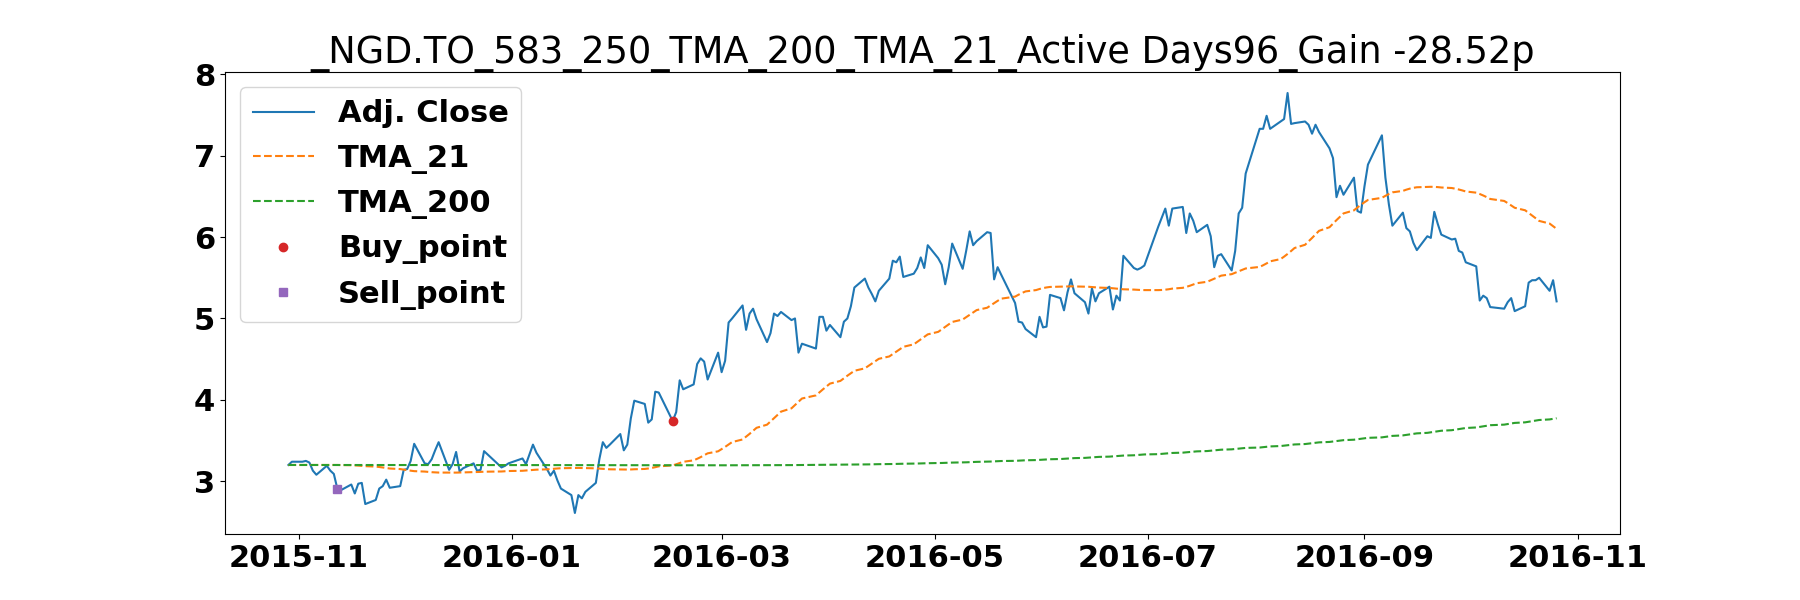 _NGD.TO_583_250_TMA_200_TMA_21_Active Days96_Gain -28.52p
8
7
6
5
4
3
Adj. Close
TMA_21
TMA_200
Buy_point
Sell_point
2015-11 2016-01 2016-03 2016-05 2016-07 2016-09 2016-11